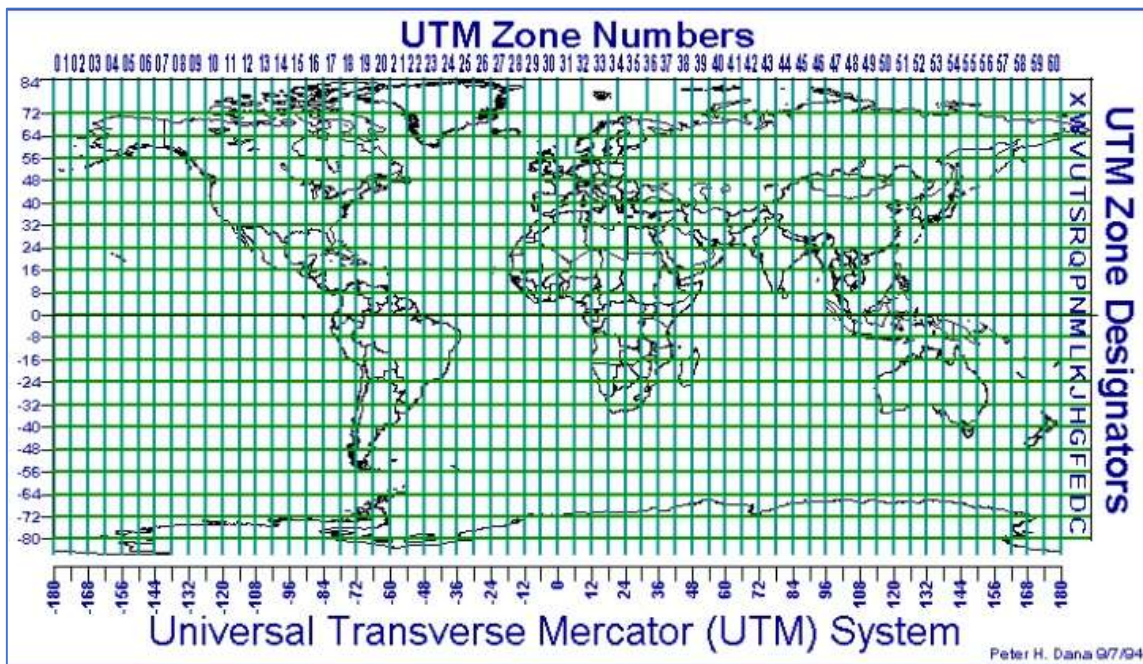 UTM Zone Numbers
01 02 03 04 05 06 07 08 09 10 11 12 13 14 15 16 17 18 19 20 21 22 23 24 25 26 27 28 29 30 31 32 33 34 35 36 37 38 39 40 41 42 43 44 45 46 47 48 49 50 51 52 53 54 55 56 57 58 59 60
84
72
64
56
48
40
32
24
16
8
0
-8
-16
-24
-32
-40
-48
-56
-64
-72
-80
X
W
V
U
T
S
R
Q
P
N
M
L
K
J
H
G
F
E
D
C
UTM Zone Designators
-180 -168 -156 -144 -132 -120 -108 -96 -84 -72 -60 -48 -36 -24 -12 0 12 24 36 48 60 72 84 96 108 120 132 144 156 168 180
Universal Transverse Mercator (UTM) System
Peter H. Dana 9/7/94